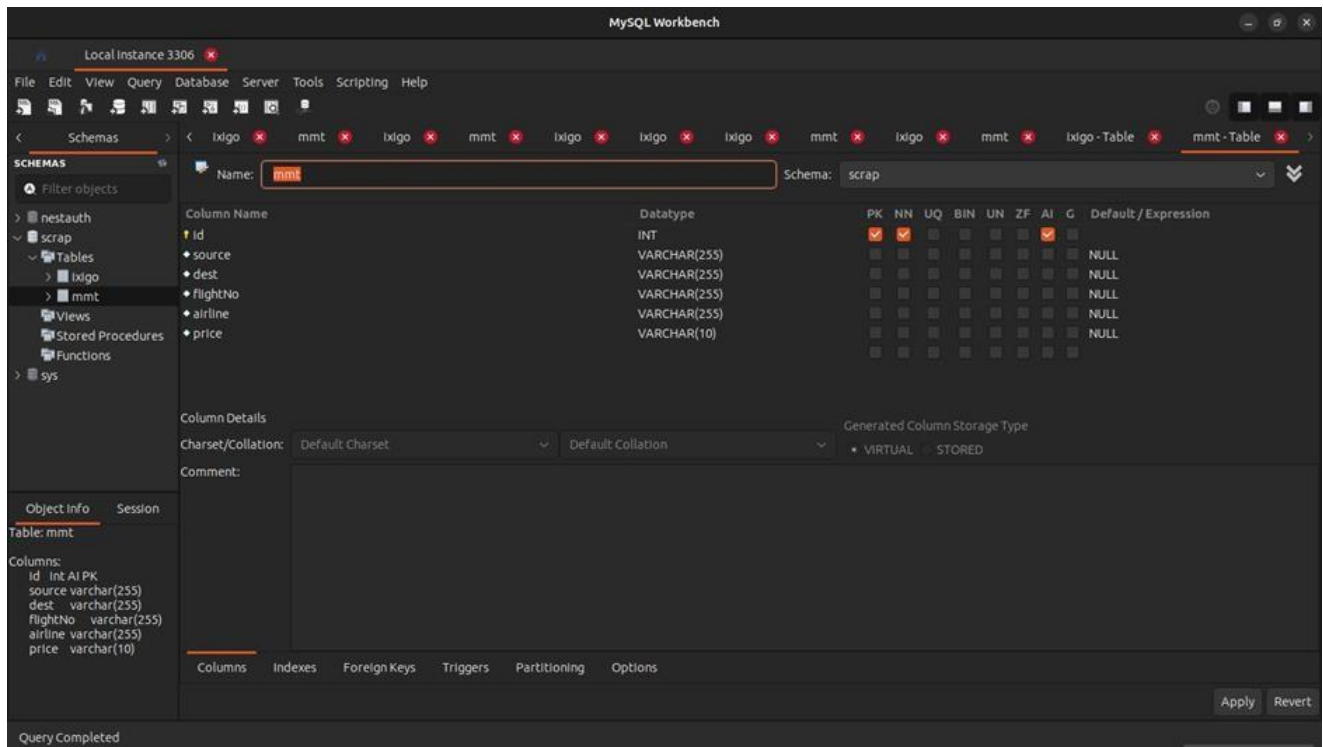 MySQL Workbench
Local Instance 3306
File Edit View Query Database Server Tools Scripting Help
Schemas
ixigo mmt ixigo mmt ixigo ixigo ixigo mmt ixigo mmt ixigo - Table mmt - Table
SCHEMAS
Filter objects
nestauth
scrap
Tables
ixigo
mmt
Views
Stored Procedures
Functions
sys
Name: mmt Schema: scrap
Column Name Datatype PK NN UQ BIN UN ZF AI G Default / Expression
id INT
source VARCHAR(255) NULL
dest VARCHAR(255) NULL
flightNo VARCHAR(255) NULL
airline VARCHAR(255) NULL
price VARCHAR(10) NULL
Column Details
Generated Column Storage Type
Charset/Collation: Default Charset Default Collation
VIRTUAL STORED
Comment:
Object Info Session
Table: mmt
Columns:
id int AI PK
source varchar(255)
dest varchar(255)
flightNo varchar(255)
airline varchar(255)
price varchar(10)
Columns Indexes Foreign Keys Triggers Partitioning Options
Apply Revert
Query Completed